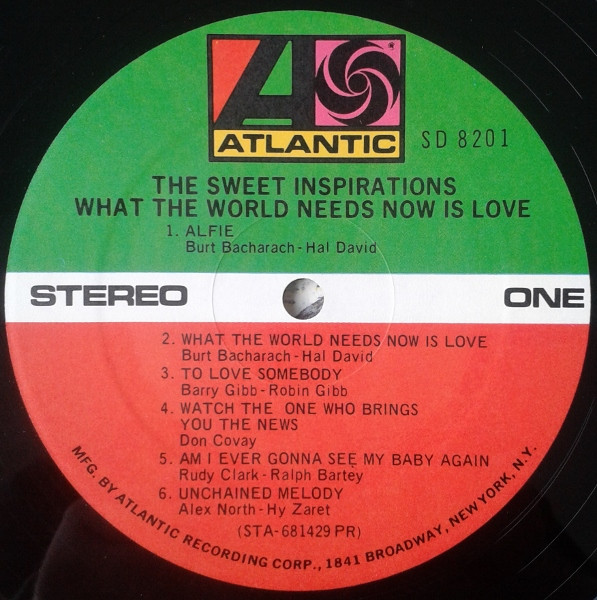 ATLANTIC
SD 8201
THE SWEET INSPIRATIONS
WHAT THE WORLD NEEDS NOW IS LOVE
1. ALFIE
Burt Bacharach-Hal David
STEREO
ONE
2. WHAT THE WORLD NEEDS NOW IS LOVE
Burt Bacharach-Hal David
3. TO LOVE SOMEBODY
Barry Gibb-Robin Gibb
4. WATCH THE ONE WHO BRINGS
YOU THE NEWS
Don Covay
5. AM I EVER GONNA SEE MY BABY AGAIN
Rudy Clark-Ralph Bartey
6. UNCHAINED MELODY
Alex North-Hy Zaret
(STA-681429 PR)
MFG. BY ATLANTIC RECORDING CORP., 1841 BROADWAY, NEW YORK, N.Y.